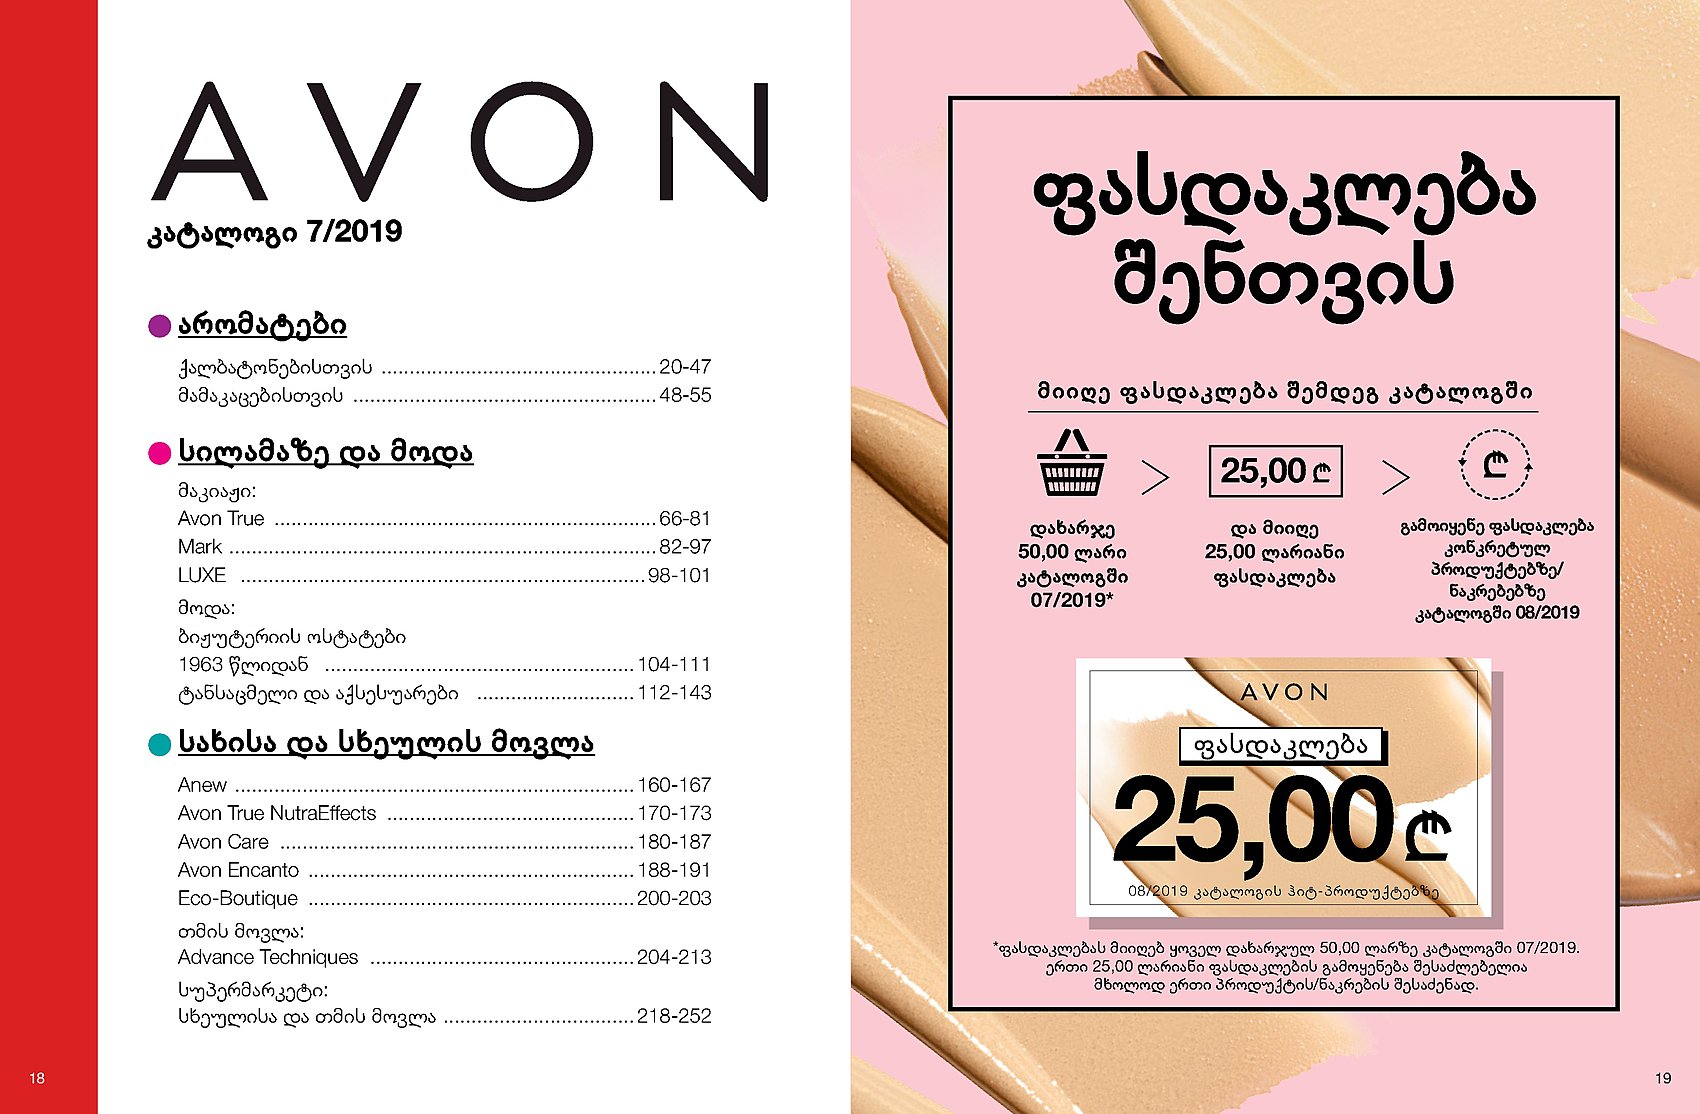 AVON
კატალოგი 7/2019
არომატები
ქალბატონებისთვის ................................................. 20-47
მამაკაცებისთვის ...................................................... 48-55
სილამაზე და მოდა
მაკიაჟი:
Avon True .................................................................... 66-81
Mark ............................................................................ 82-97
LUXE ........................................................................ 98-101
მოდა:
ბიჟუტერიის ოსტატები
1963 წლიდან ....................................................... 104-111
ტანსაცმელი და აქსესუარები ............................ 112-143
სახისა და სხეულის მოვლა
Anew ....................................................................... 160-167
Avon True NutraEffects ............................................ 170-173
Avon Care ............................................................... 180-187
Avon Encanto .......................................................... 188-191
Eco-Boutique .......................................................... 200-203
თმის მოვლა:
Advance Techniques ............................................... 204-213
სუპერმარკეტი:
სხეულისა და თმის მოვლა .................................. 218-252
18
ფასდაკლება
შენთვის
მიიღე ფასდაკლება შემდეგ კატალოგში
დახარჯე
50,00 ლარი
კატალოგში
07/2019*
25,00 ₾
და მიიღე
25,00 ლარიანი
ფასდაკლება
₾
გამოიყენე ფასდაკლება
კონკრეტულ
პროდუქტებზე/
ნაკრებებზე
კატალოგში 08/2019
AVON
ფასდაკლება
25,00 ₾
08/2019 კატალოგის ჰიტ-პროდუქტებზე
*ფასდაკლებას მიიღებ ყოველ დახარჯულ 50,00 ლარზე კატალოგში 07/2019.
ერთი 25,00 ლარიანი ფასდაკლების გამოყენება შესაძლებელია
მხოლოდ ერთი პროდუქტის/ნაკრების შესაძენად.
19